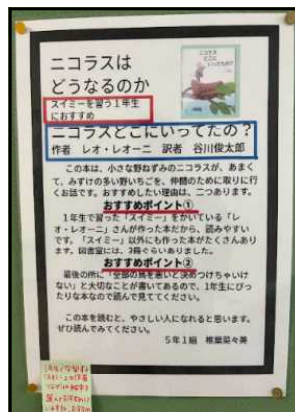 ニコラスは
どうなるのか
スイミーを習う1年生
におすすめ
ニコラスどこにいってたの？
作者 レオ・レオーニ 訳者 谷川俊太郎
この本は、小さな野ねずみのニコラスが、あまく
て、みずけの多い野いちごを、仲間のために取りに行
くお話です。おすすめしたい理由は、二つあります。
おすすめポイント①
1年生で習った「スイミー」をかいている「レ
オ・レオーニ」さんが作った本だから、読みやすい
です。「スイミー」以外にも作った本がたくさんあり
ます。図書室には、2冊ぐらいありました。
おすすめポイント②
最後の所に「全部の鳥を悪いと決めつけちゃいけ
ない」と大切なことが書いてあるので、1年生にぴっ
たりな本なので読んで見ててください。
この本を読むと、やさしい人になれると思います。
ぜひ読んでみてください。
5年1組 椎葉菜々美